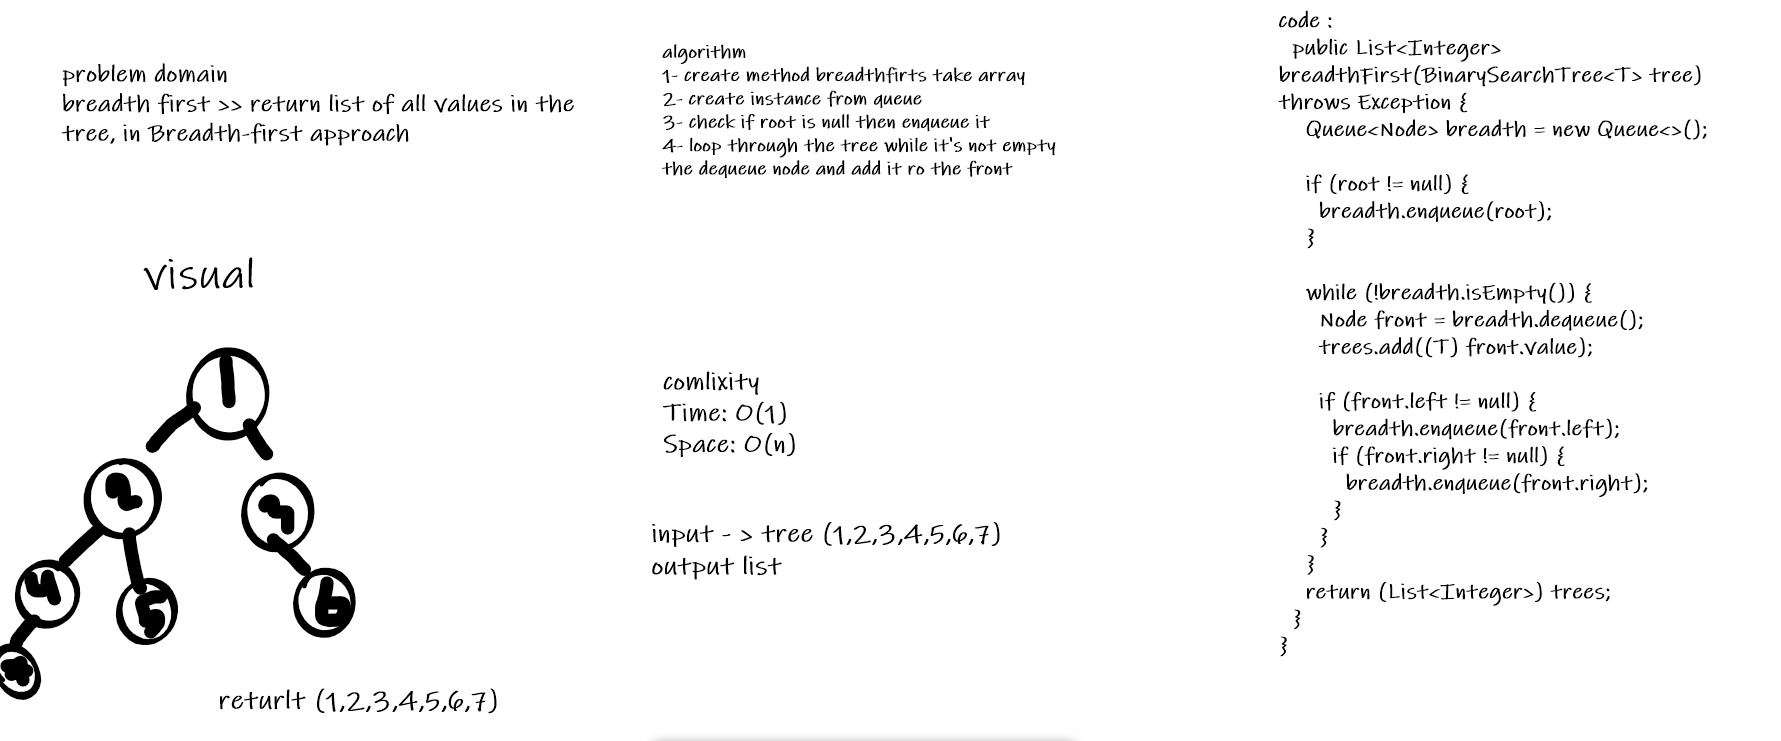 problem domain
breadth first >> return list of all values in the
tree, in Breadth-first approach
visual
1
2
3
4
5
6
returlt (1,2,3,4,5,6,7)
algorithm
1- create method breadthfirts take array
2- create instance from queue
3- check if root is null then enqueue it
4- loop through the tree while it's not empty
the dequeue node and add it ro the front
comlixity
Time: O(1)
Space: O(n)
input - > tree (1,2,3,4,5,6,7)
output list
code :
public List<Integer>
breadthFirst(BinarySearchTree<T> tree)
throws Exception {
Queue<Node> breadth = new Queue<>();
if (root != null) {
breadth.enqueue(root);
}
while (!breadth.isEmpty()) {
Node front = breadth.dequeue();
trees.add((T) front.value);
if (front.left != null) {
breadth.enqueue(front.left);
if (front.right != null) {
breadth.enqueue(front.right);
}
}
}
return (List<Integer>) trees;
}
}